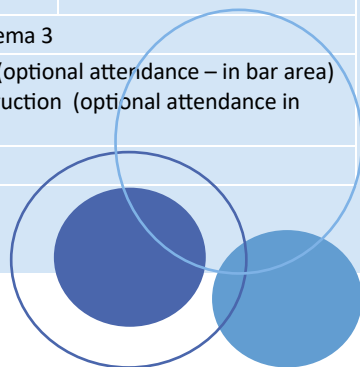 ema 3
(optional attendance – in bar area)
uction (optional attendance in